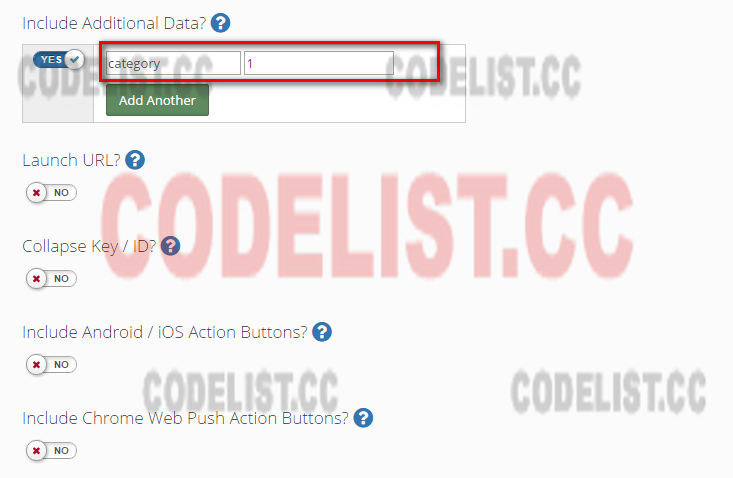 Include Additional Data? ?
YES category 1
CODELIST.CC CODELIST.CC
Add Another
Launch URL? ?
NO
CODELIST.CC
Collapse Key / ID? ?
NO
Include Android / iOS Action Buttons? ?
NO
CODELIST.CC CODELIST.CC
Include Chrome Web Push Action Buttons? ?
NO